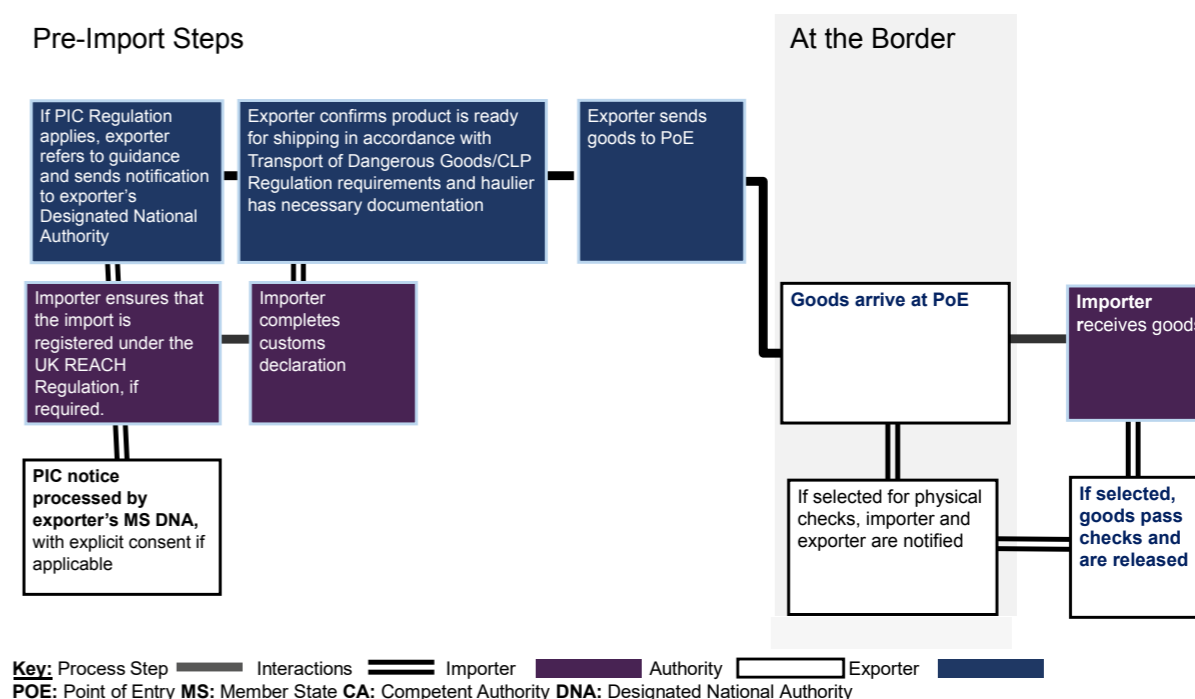 Pre-Import Steps
At the Border
If PIC Regulation
applies, exporter
refers to guidance
and sends notification
to exporter’s
Designated National
Authority
Exporter confirms product is ready
for shipping in accordance with
Transport of Dangerous Goods/CLP
Regulation requirements and haulier
has necessary documentation
Exporter sends
goods to PoE
Importer ensures that
the import is
registered under the
UK REACH
Regulation, if
required.
Importer
completes
customs
declaration
Goods arrive at PoE
Importer
receives goods
PIC notice
processed by
exporter’s MS DNA,
with explicit consent if
applicable
If selected for physical
checks, importer and
exporter are notified
If selected,
goods pass
checks and
are released
Key: Process Step Interactions Importer Authority Exporter
POE: Point of Entry MS: Member State CA: Competent Authority DNA: Designated National Authority